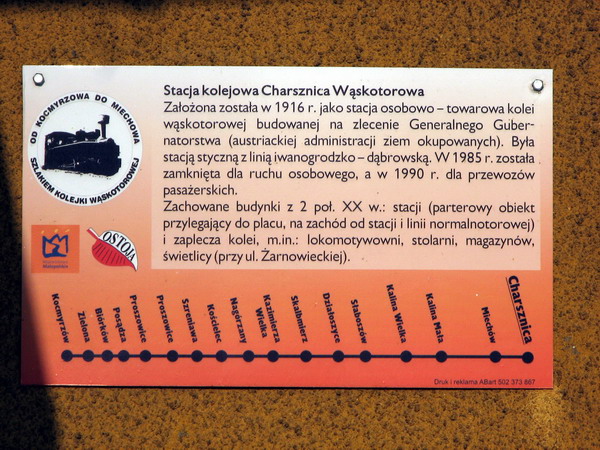 Stacja kolejowa Charsznica Wąskotorowa
Założona została w 1916 r. jako stacja osobowo – towarowa kolei
wąskotorowej budowanej na zlecenie Generalnego Guber-
natorstwa (austriackiej administracji ziem okupowanych). Była
stacją styczną z linią iwanogrodzko – dąbrowską. W 1985 r. została
zamknięta dla ruchu osobowego, a w 1990 r. dla przewozów
pasażerskich.
Zachowane budynki z 2 poł. XX w.: stacji (parterowy obiekt
przylegający do placu, na zachód od stacji i linii normalnotorowej)
i zaplecza kolei, m.in.: lokomotywowni, stolarni, magazynów,
świetlicy (przy ul. Żarnowieckiej).
OD KOCMYRZOWA DO MIECHOWA
SZLAKIEM KOLEJKI WĄSKOTOROWEJ
Małopolska
OSTOJA
Kocmyrzów
Zielona
Biórków
Posądza
Proszowice
Proszowice
Szreniawa
Kościelec
Nagórzany
Kazimierza
Wielka
Skalbmierz
Działoszyce
Słaboszów
Kalina Wielka
Kalina Mała
Miechów
Charsznica
Druk i reklama ABart 502 373 867